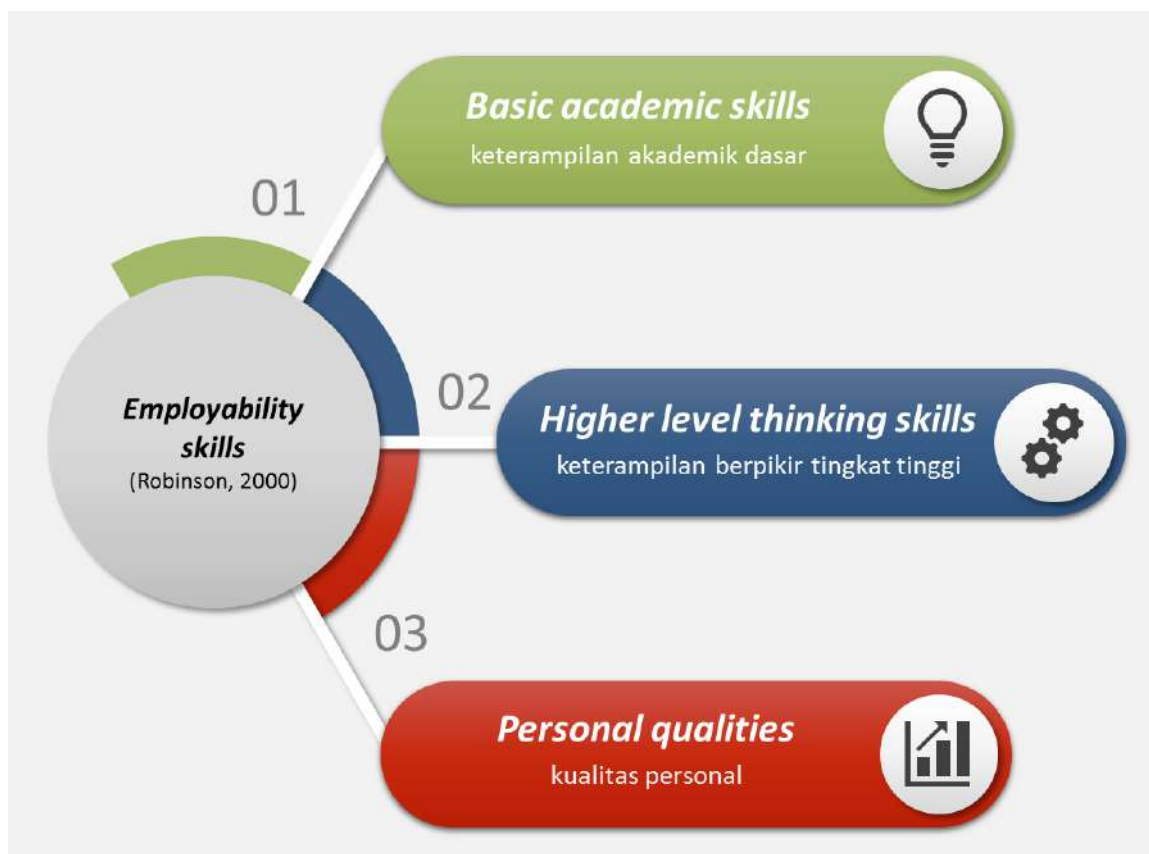 Basic academic skills
keterampilan akademik dasar
01
Employability
skills
(Robinson, 2000)
02
Higher level thinking skills
keterampilan berpikir tingkat tinggi
03
Personal qualities
kualitas personal